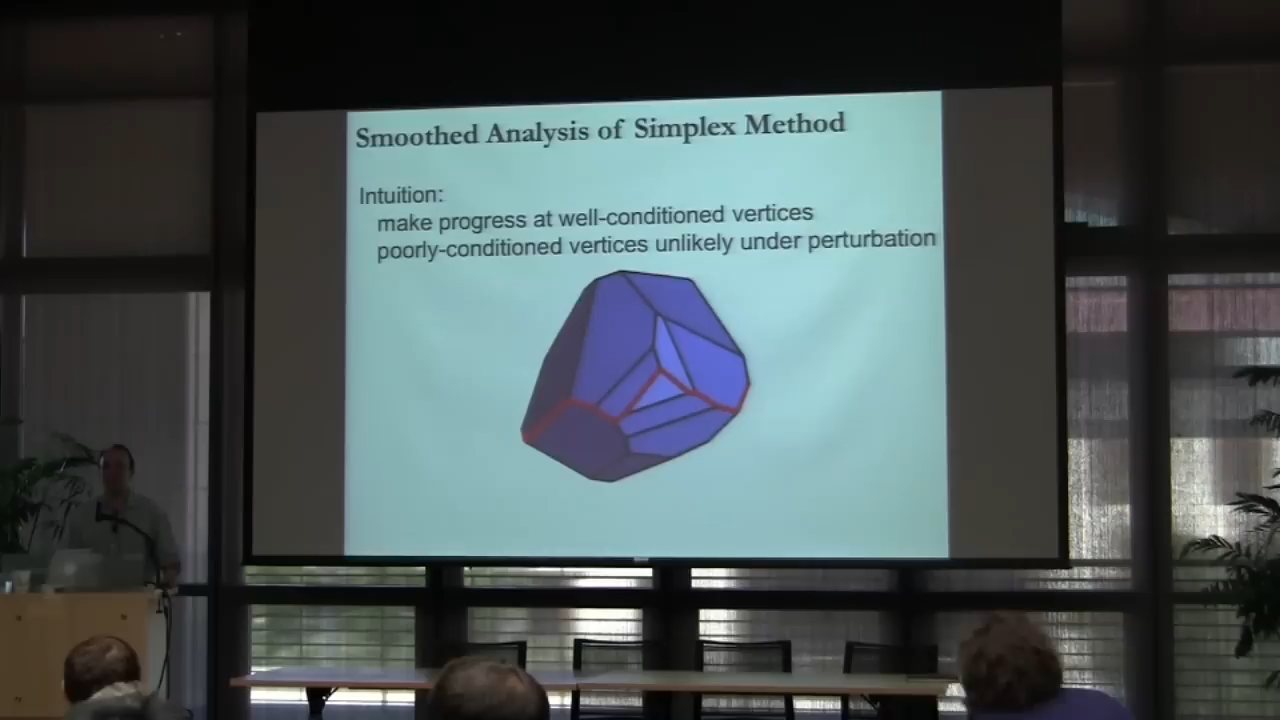 Smoothed Analysis of Simplex Method
Intuition:
make progress at well-conditioned vertices
poorly-conditioned vertices unlikely under perturbation